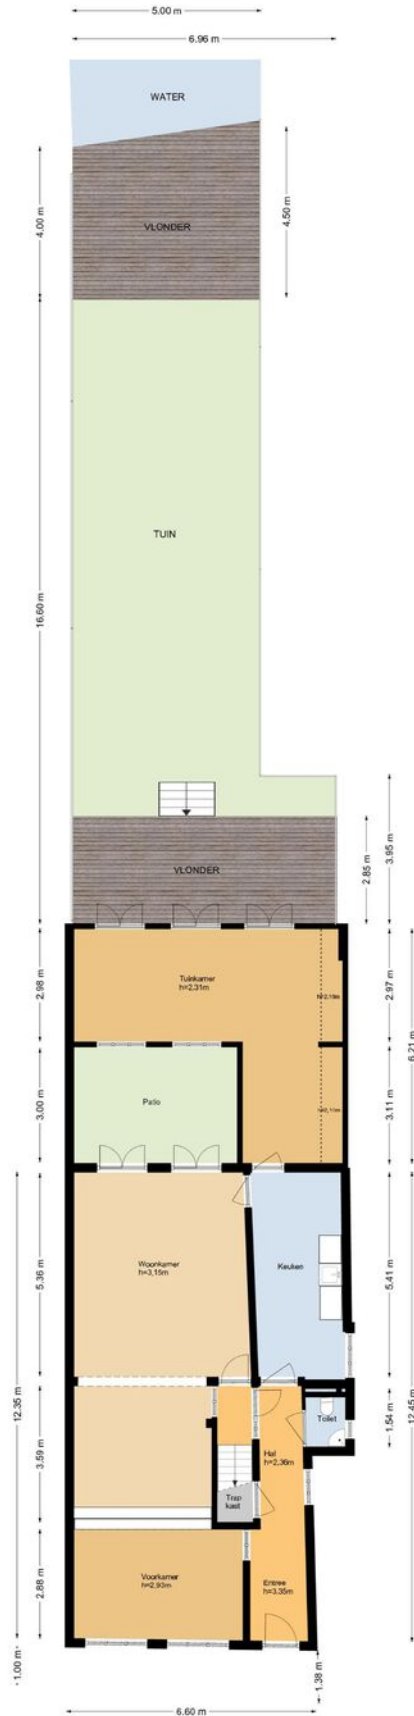 5.00 m
6.96 m
WATER
4.00 m
4.50 m
VLONDER
TUIN
16.60 m
3.95 m
2.85 m
VLONDER
2.98 m
Tuinkamer
h=2,31m
2.97 m
6.21 m
3.00 m
Patio
3.11 m
5.36 m
Woonkamer
h=3,15m
Keuken
5.41 m
12.35 m
12.45 m
3.59 m
Toilet
1.54 m
Hal
h=2,36m
Trap
kast
2.88 m
Voorkamer
h=2,93m
Entree
h=3.35m
1.00 m
1.38 m
6.60 m